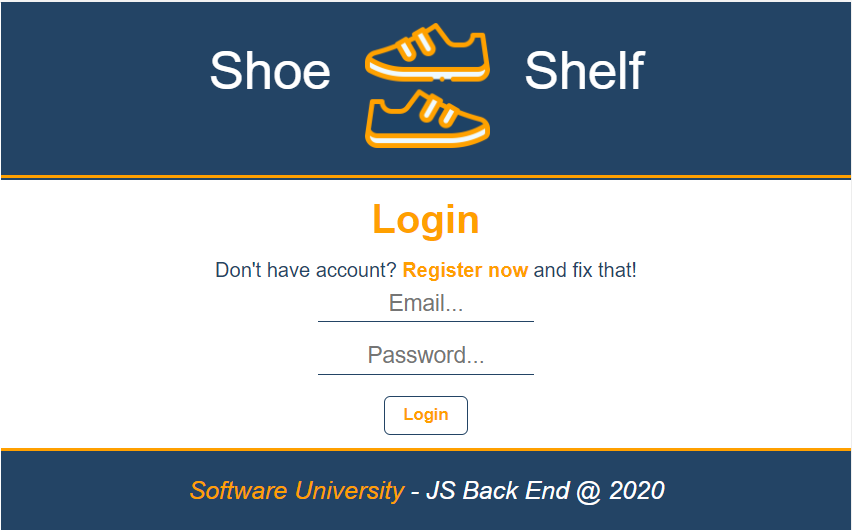 Shoe Shelf
Login
Don't have account? Register now and fix that!
Email...
Password...
Login
Software University - JS Back End @ 2020